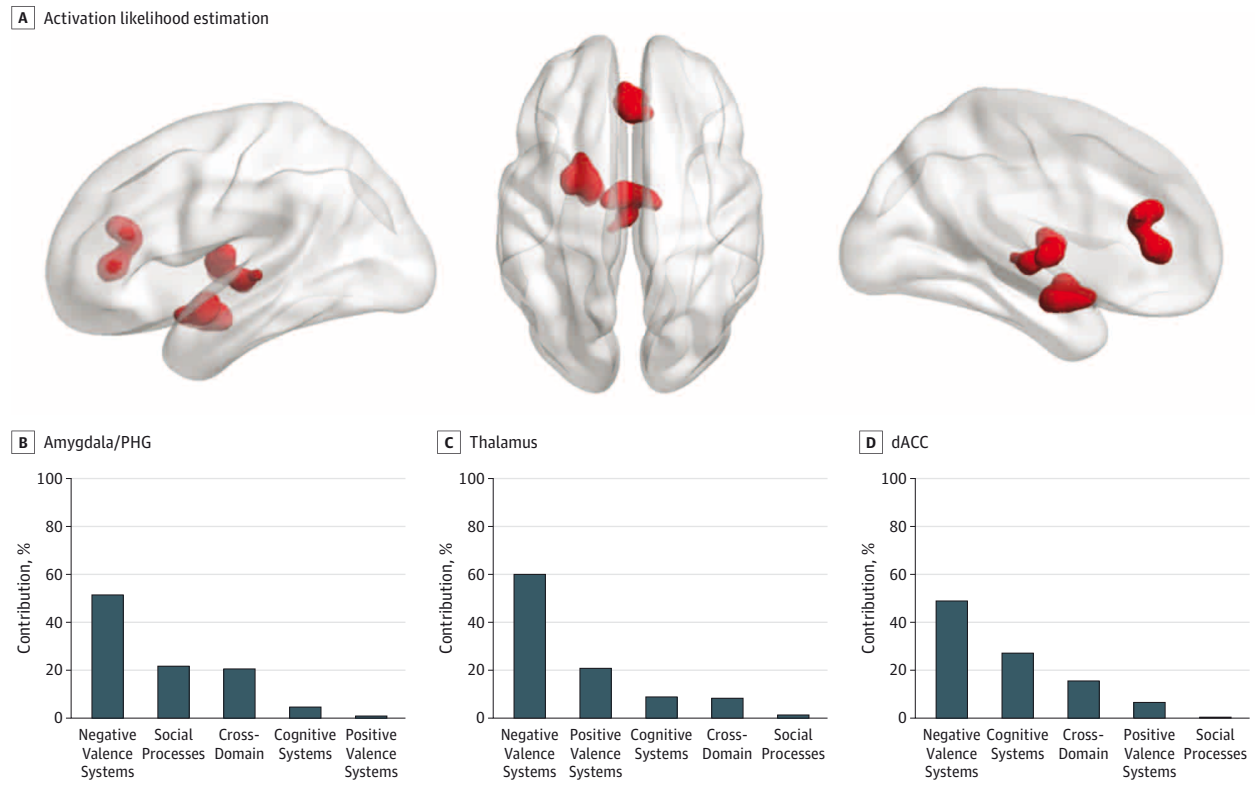 A Activation likelihood estimation
B Amygdala/PHG
Contribution, %
100
80
60
40
20
0
Negative Valence Systems
Social Processes
Cross-Domain
Cognitive Systems
Positive Valence Systems
C Thalamus
Contribution, %
100
80
60
40
20
0
Negative Valence Systems
Positive Valence Systems
Cognitive Systems
Cross-Domain
Social Processes
D dACC
Contribution, %
100
80
60
40
20
0
Negative Valence Systems
Cognitive Systems
Cross-Domain
Positive Valence Systems
Social Processes